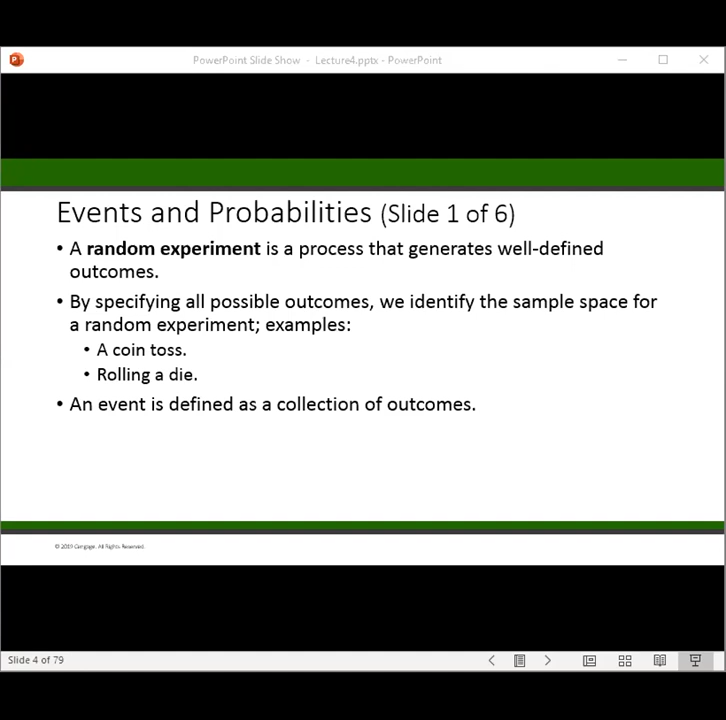 PowerPoint Slide Show - Lecture4.pptx - PowerPoint
Events and Probabilities (Slide 1 of 6)
• A random experiment is a process that generates well-defined
outcomes.
• By specifying all possible outcomes, we identify the sample space for
a random experiment; examples:
• A coin toss.
• Rolling a die.
• An event is defined as a collection of outcomes.
© 2019 Cengage. All Rights Reserved.
Slide 4 of 79